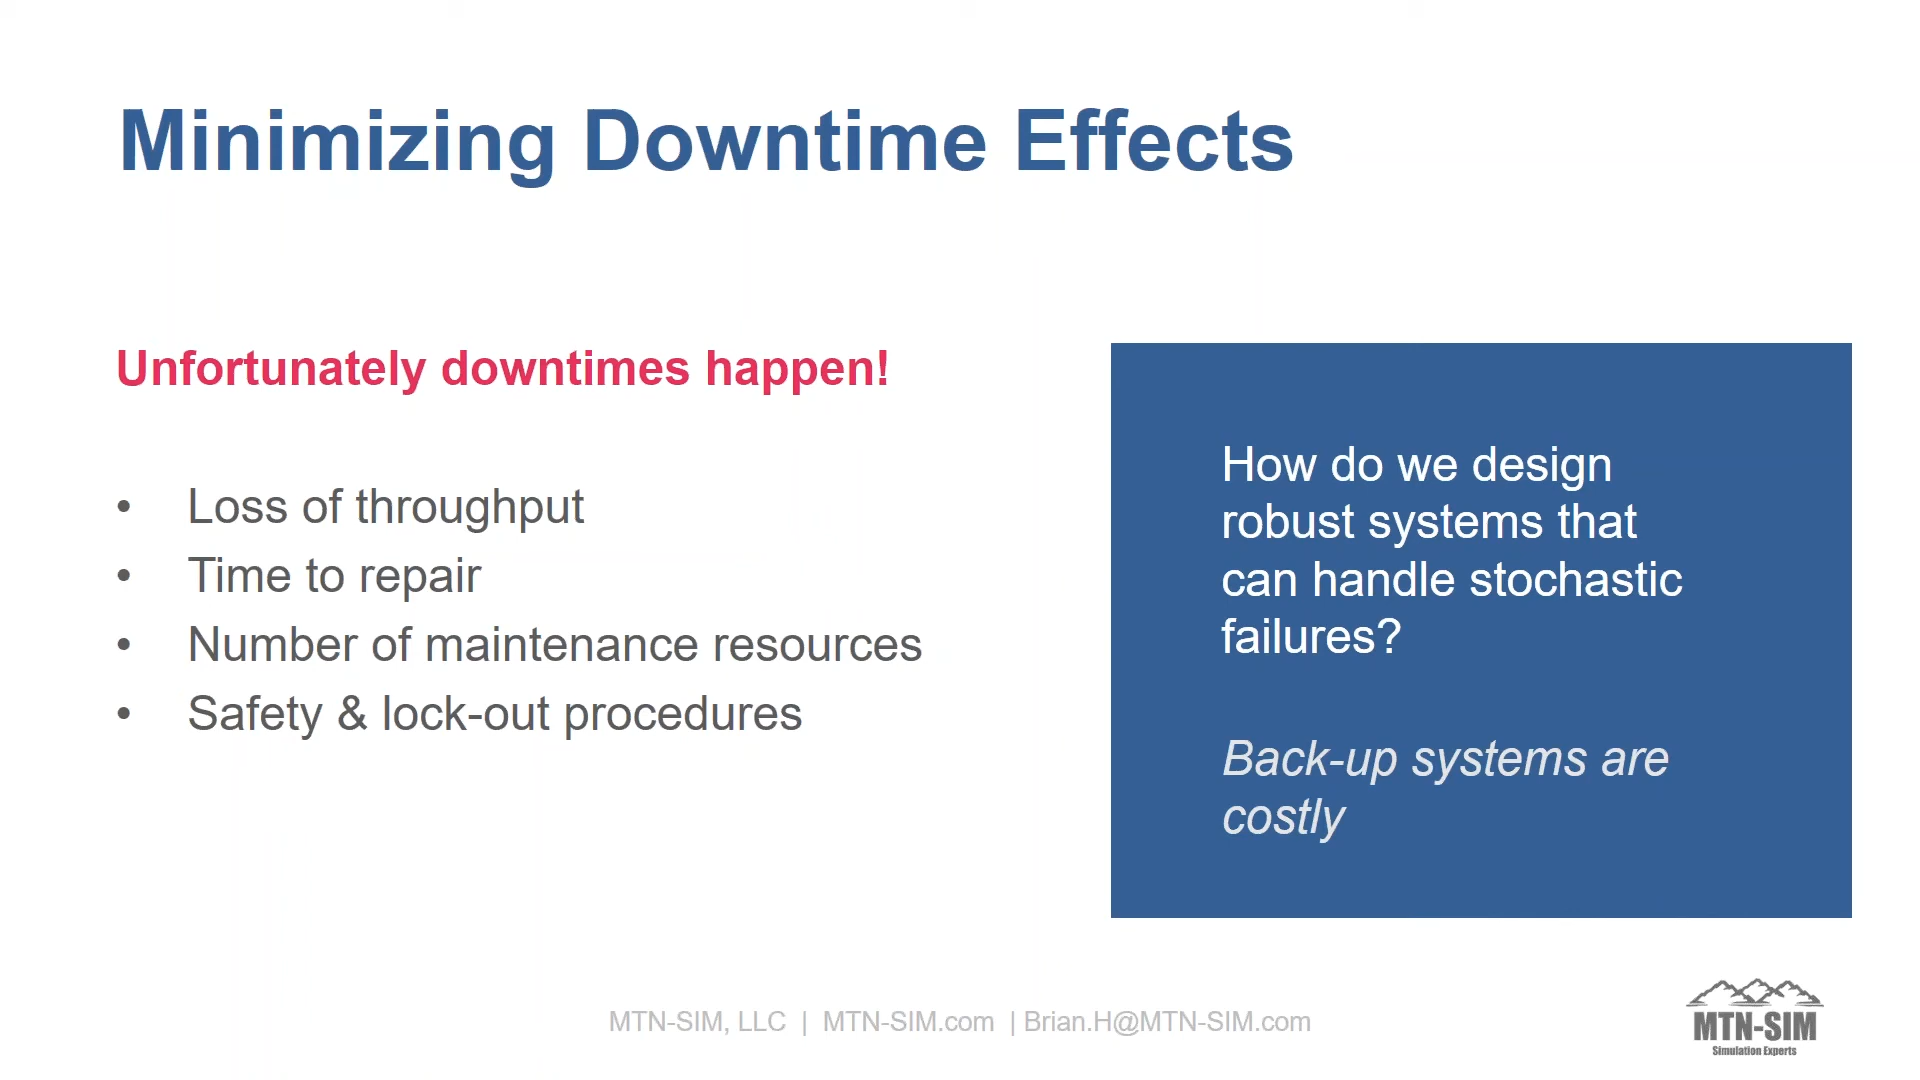 Minimizing Downtime Effects
Unfortunately downtimes happen!
• Loss of throughput
• Time to repair
• Number of maintenance resources
• Safety & lock-out procedures
How do we design
robust systems that
can handle stochastic
failures?
Back-up systems are
costly
MTN-SIM, LLC | MTN-SIM.com | Brian.H@MTN-SIM.com
MTN-SIM
Simulation Experts